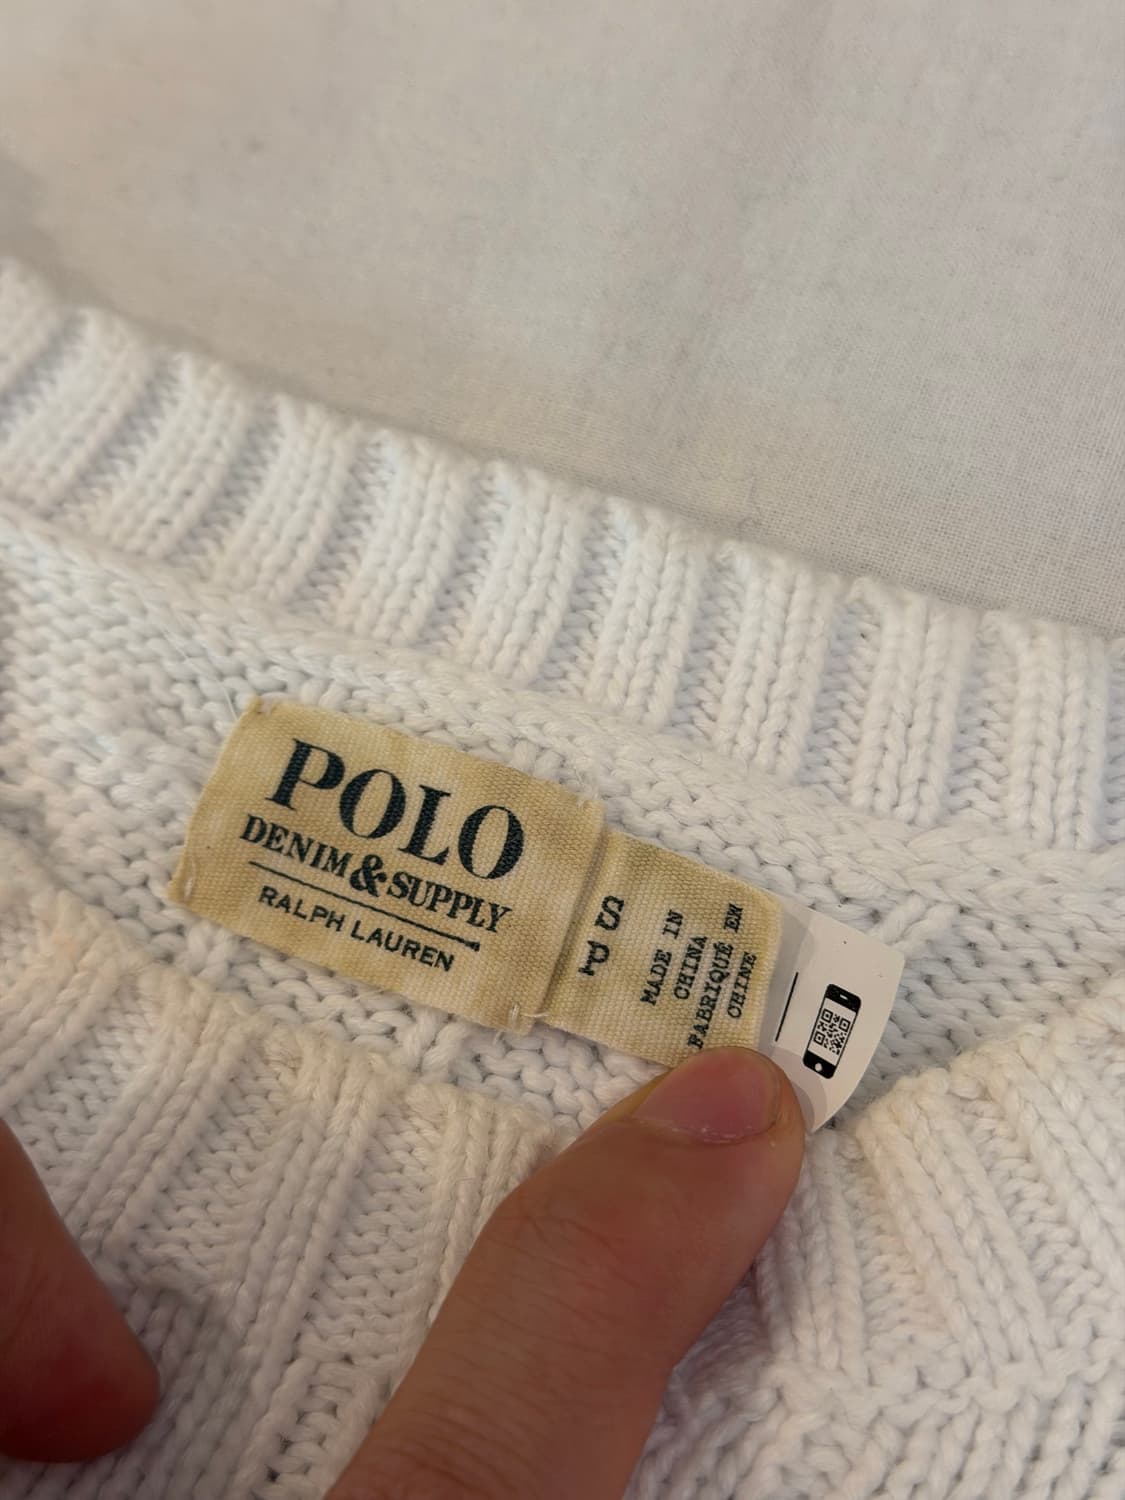 POLO
DENIM & SUPPLY
RALPH LAUREN
S
P
MADE IN
CHINA
FABRIQUÉ EN
CHINE